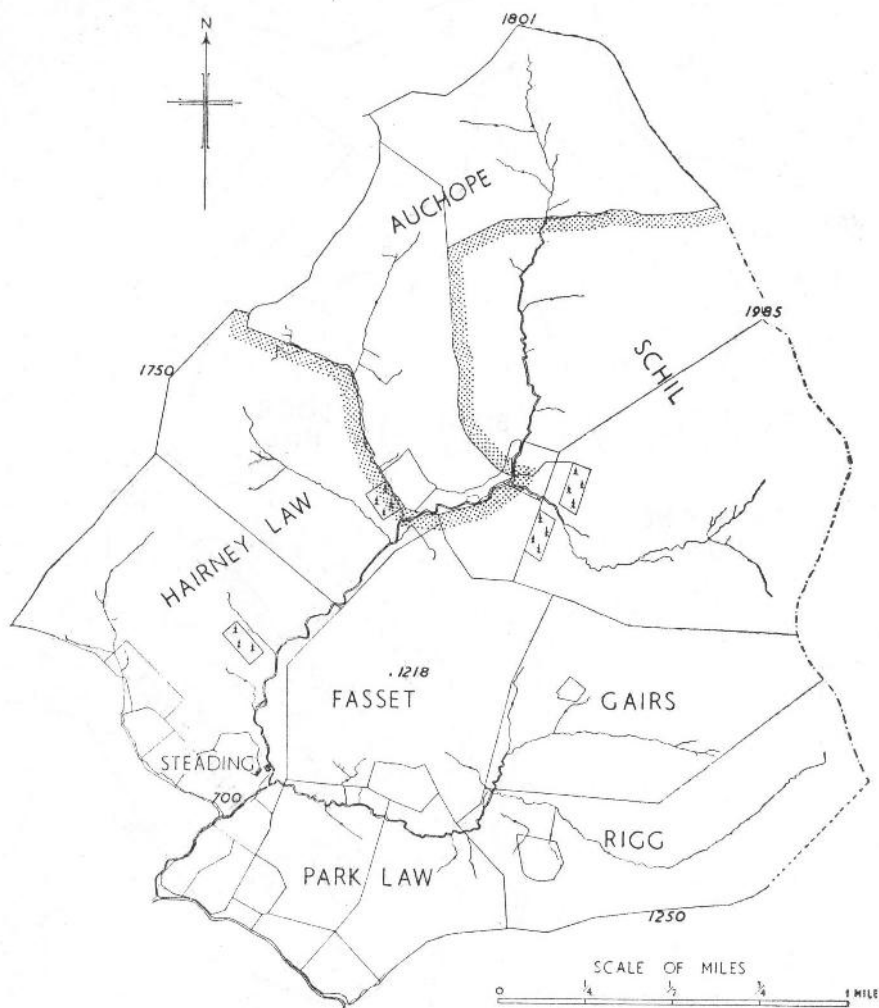 N
1801
AUCHOPE
1985
SCHIL
1750
HAIRNEY LAW
.1218
FASSET
GAIRS
STEADING
700
RIGG
PARK LAW
1250
SCALE OF MILES
0 1/4 1/2 3/4 1 MILE